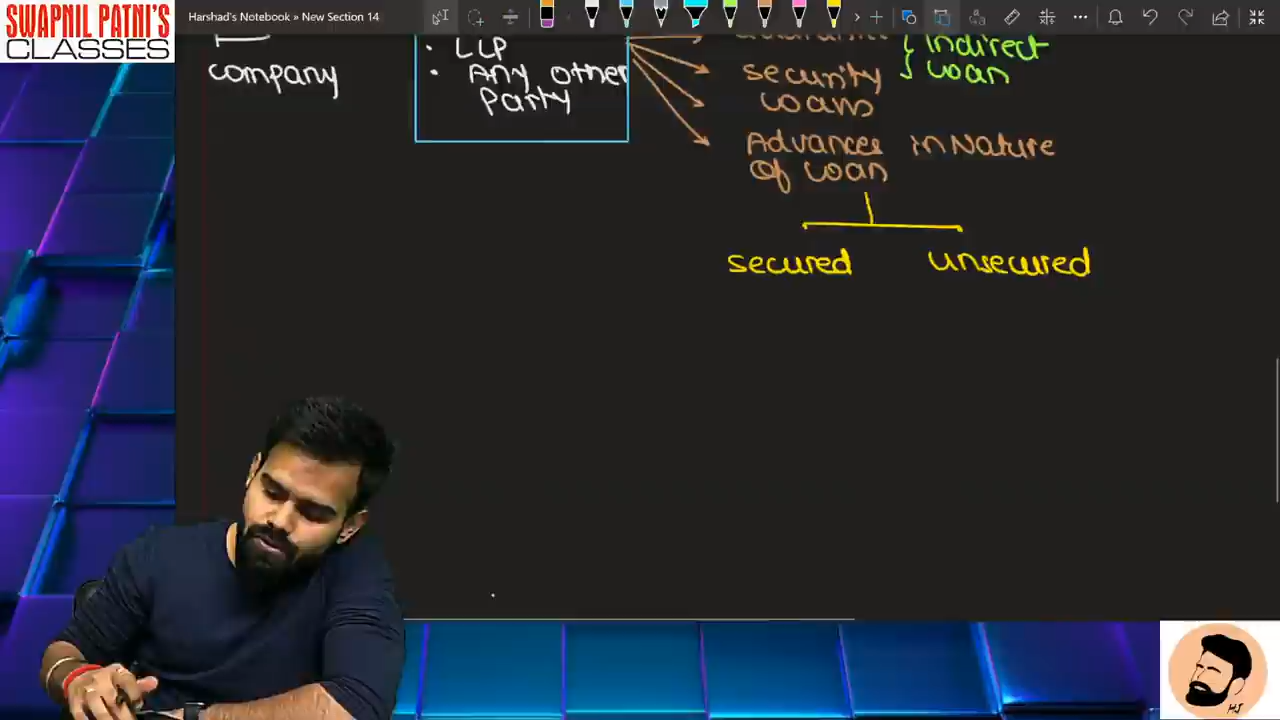 SWAPNIL PATNI'S
CLASSES
Harshad's Notebook » New Section 14
company
• LLP
• Any other
Party
security
Loans
Advances in Nature
of Loan
Indirect
Loan
secured
unsecured
HJ